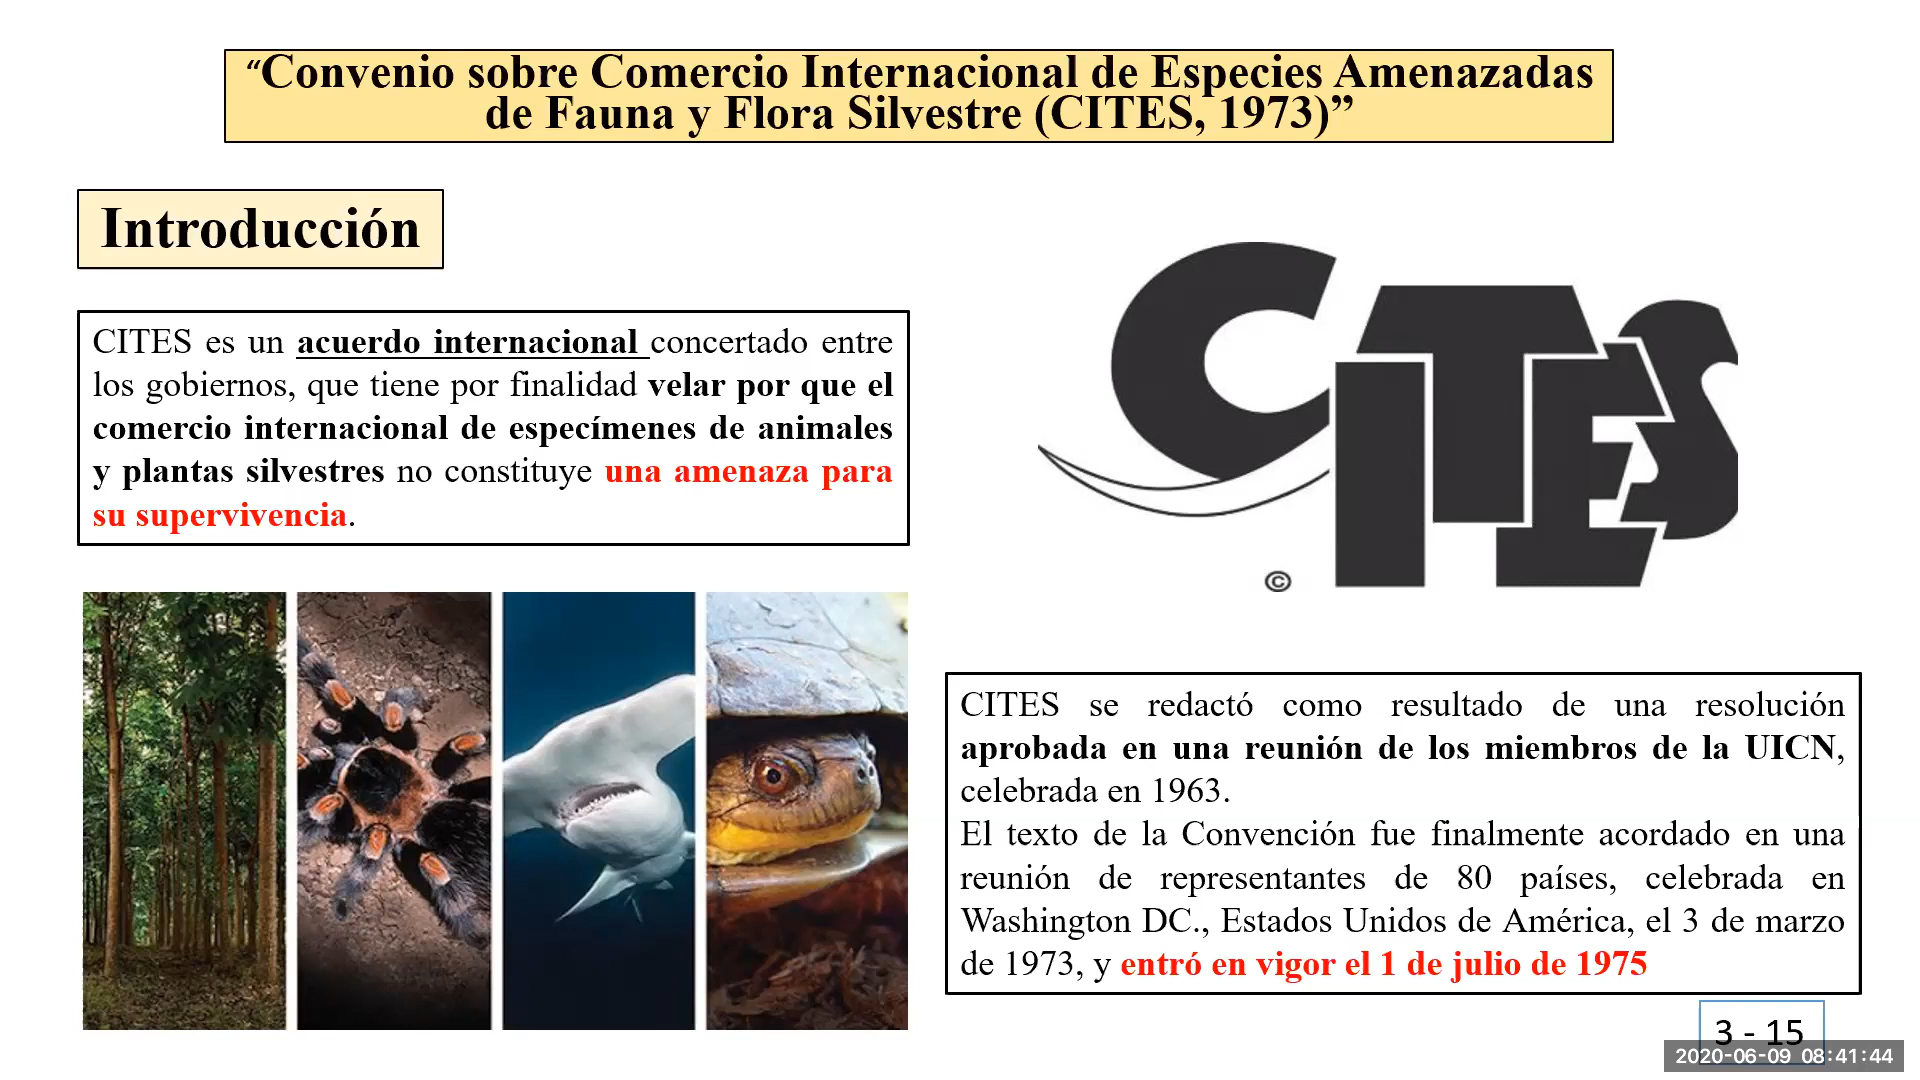 “Convenio sobre Comercio Internacional de Especies Amenazadas
de Fauna y Flora Silvestre (CITES, 1973)”
Introducción
CITES es un acuerdo internacional concertado entre
los gobiernos, que tiene por finalidad velar por que el
comercio internacional de especímenes de animales
y plantas silvestres no constituye una amenaza para
su supervivencia.
CITES
©
CITES se redactó como resultado de una resolución
aprobada en una reunión de los miembros de la UICN,
celebrada en 1963.
El texto de la Convención fue finalmente acordado en una
reunión de representantes de 80 países, celebrada en
Washington DC., Estados Unidos de América, el 3 de marzo
de 1973, y entró en vigor el 1 de julio de 1975
3 - 15
2020-06-09 08:41:44